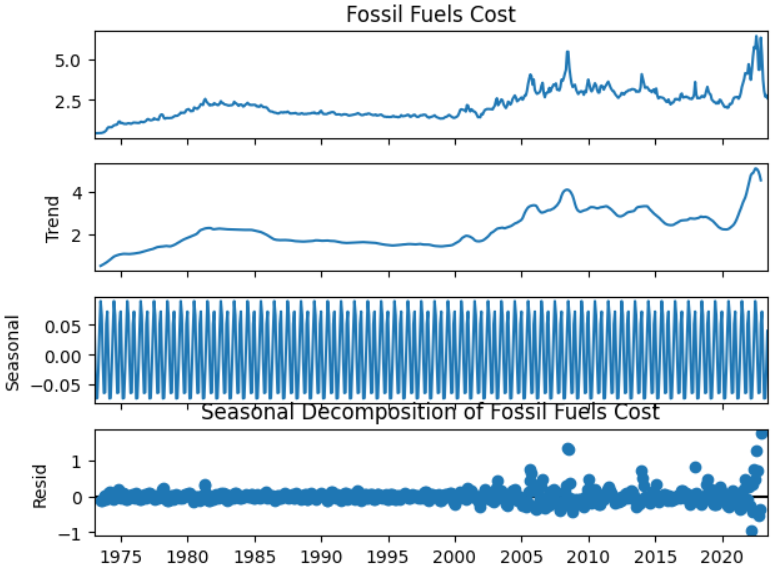 Fossil Fuels Cost
5.0
2.5
Trend
4
2
Seasonal
0.05
0.00
−0.05
Seasonal Decomposition of Fossil Fuels Cost
Resid
1
0
−1
1975 1980 1985 1990 1995 2000 2005 2010 2015 2020